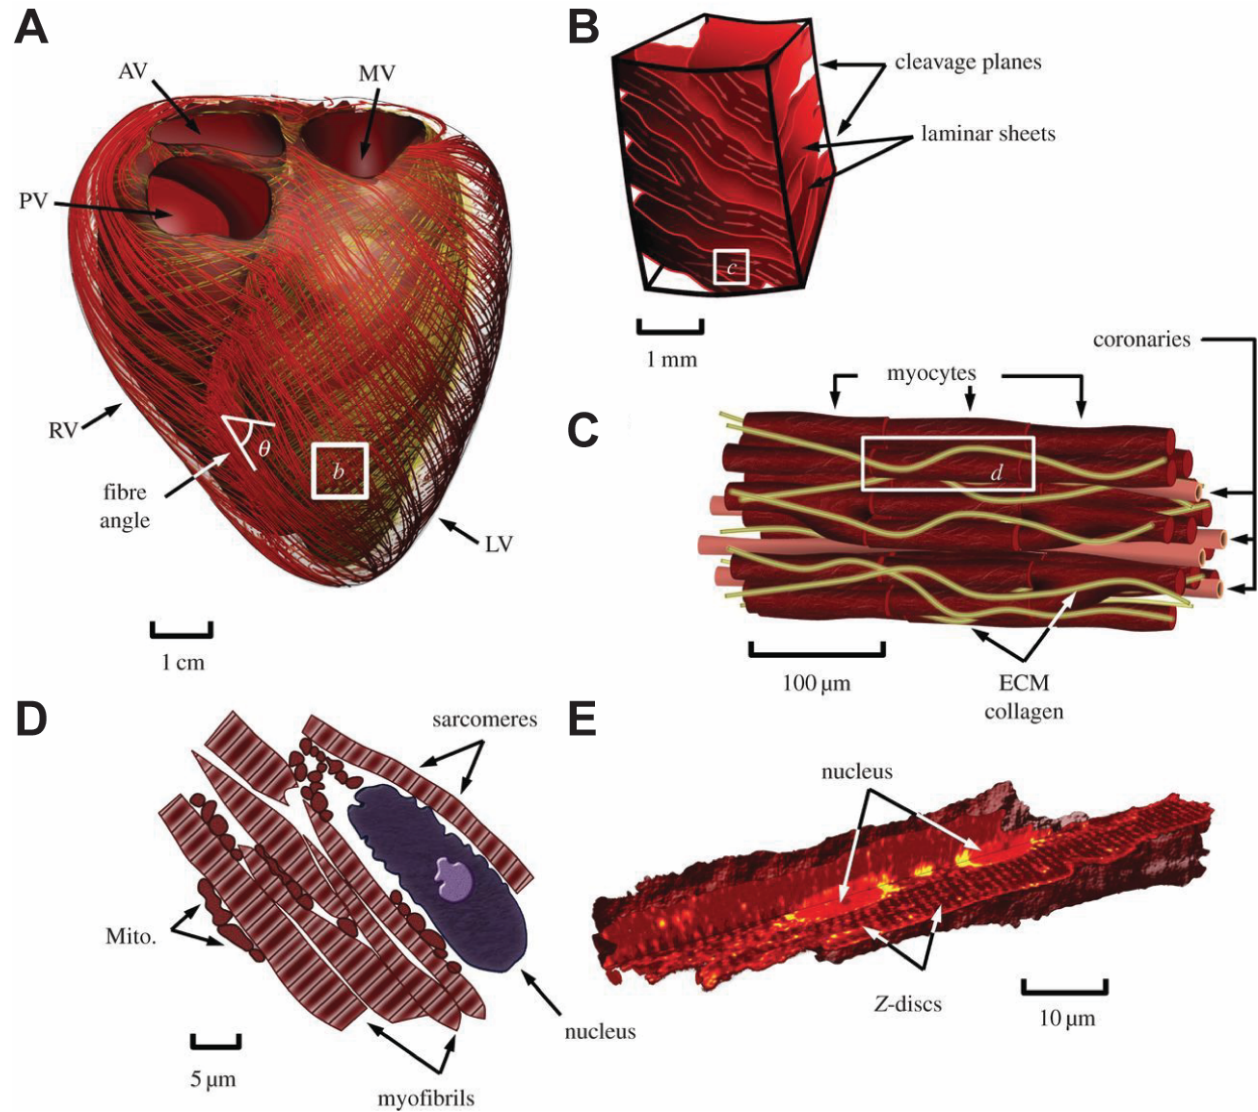 A
AV
MV
PV
RV
θ
fibre
angle
b
LV
1 cm
B
cleavage planes
laminar sheets
c
1 mm
coronaries
myocytes
C
d
100 μm
ECM
collagen
D
sarcomeres
Mito.
nucleus
5 μm
myofibrils
E
nucleus
Z-discs
10 μm